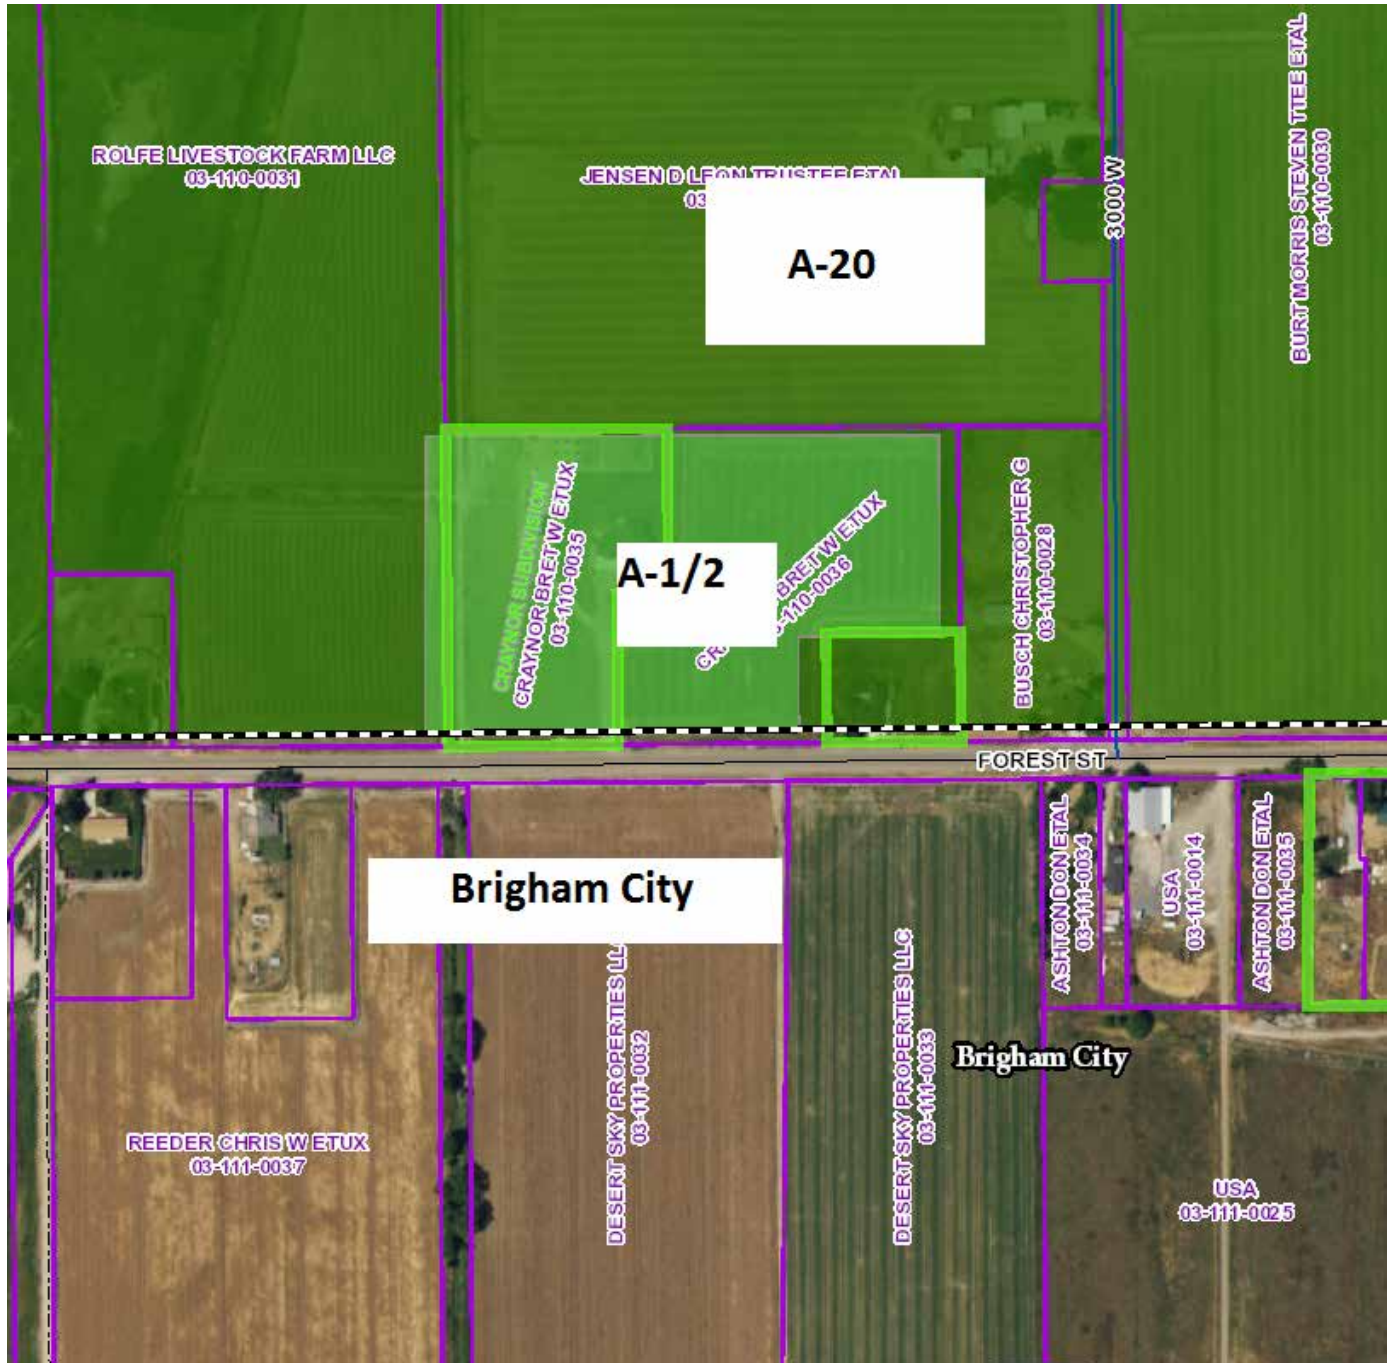 ROLFE LIVESTOCK FARM LLC
03-110-0031
JENSEN D LEON TRUSTEE ETAL
03
A-20
3000 W
BURT MORRIS STEVEN TTEE ETAL
03-110-0030
CRAYNOR SUBDIVISION
CRAYNOR BRET W ETUX
03-110-0035
A-1/2
BRET W ETUX
-110-0036
BUSCH CHRISTOPHER G
03-110-0028
FOREST ST
Brigham City
ASHTON DON ETAL
03-111-0034
USA
03-111-0014
ASHTON DON ETAL
03-111-0035
DESERT SKY PROPERTIES LL
03-111-0032
DESERT SKY PROPERTIES LLC
03-111-0033
Brigham City
REEDER CHRIS W ETUX
03-111-0037
USA
03-111-0025